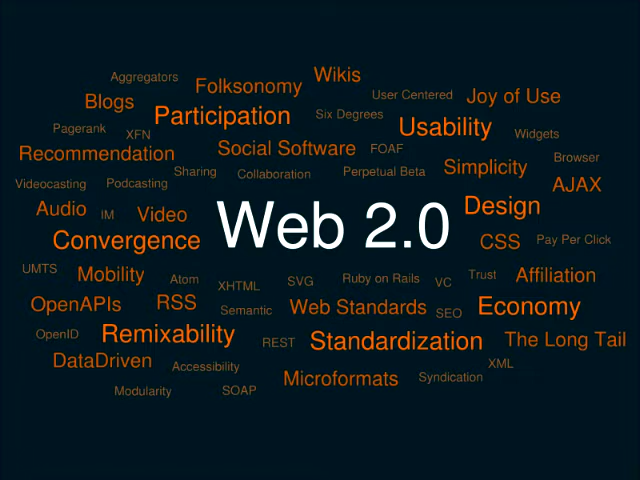 Wikis
Aggregators Folksonomy
User Centered Joy of Use
Blogs Participation Six Degrees Usability
Pagerank XFN Widgets
Recommendation Social Software FOAF Simplicity Browser
Sharing Collaboration Perpetual Beta
Videocasting Podcasting AJAX
Audio IM Video Web 2.0 Design
Convergence CSS Pay Per Click
UMTS Mobility Atom XHTML SVG Ruby on Rails VC Trust Affiliation
OpenAPIs RSS Semantic Web Standards SEO Economy
OpenID Remixability REST Standardization The Long Tail
DataDriven Accessibility XML
Modularity SOAP Microformats Syndication